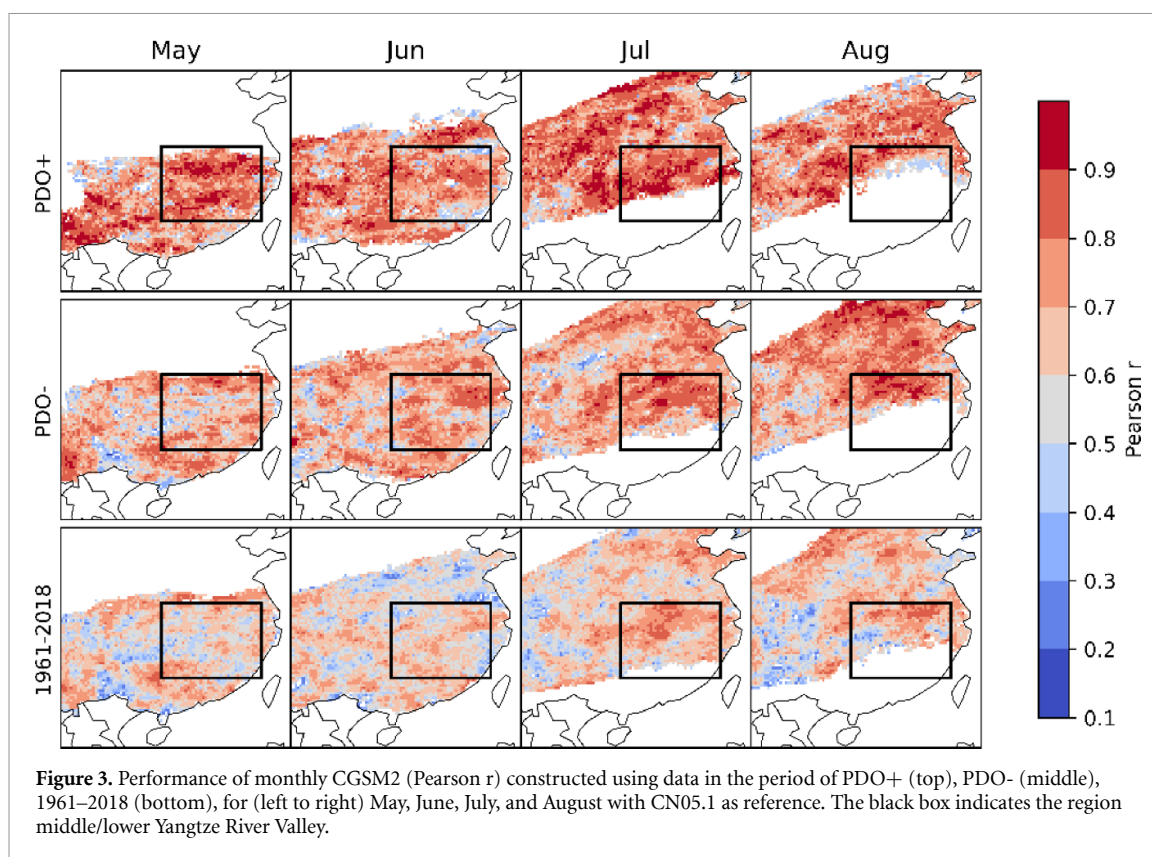 May Jun Jul Aug
PDO+
PDO-
1961-2018
0.9
0.8
0.7
0.6
0.5
0.4
0.3
0.2
0.1
Pearson r
Figure 3. Performance of monthly CGSM2 (Pearson r) constructed using data in the period of PDO+ (top), PDO- (middle),
1961–2018 (bottom), for (left to right) May, June, July, and August with CN05.1 as reference. The black box indicates the region
middle/lower Yangtze River Valley.